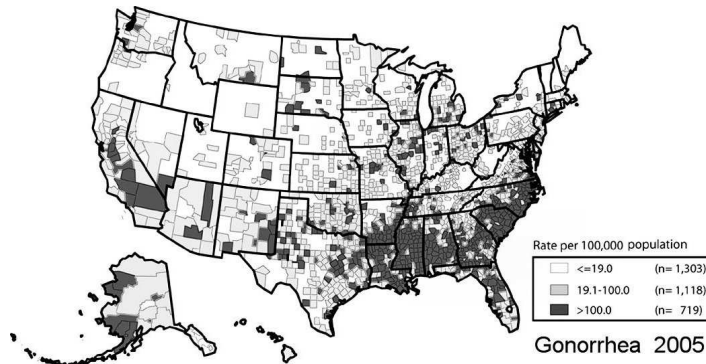 Rate per 100,000 population
<=19.0 (n= 1,303)
19.1-100.0 (n= 1,118)
>100.0 (n= 719)
Gonorrhea 2005